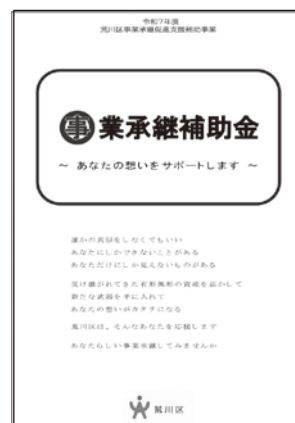 令和7年度
荒川区事業承継促進支援補助事業
事業承継補助金
～ あなたの想いをサポートします ～
誰かの真似をしなくてもいい
あなたにしかできないことがある
あなただけにしか見えないものがある
受け継がれてきた有形無形の資産を活かして
新たな武器を手に入れて
あなたの想いがカタチになる
荒川区は、そんなあなたを応援します
あなたらしい事業承継してみませんか
荒川区